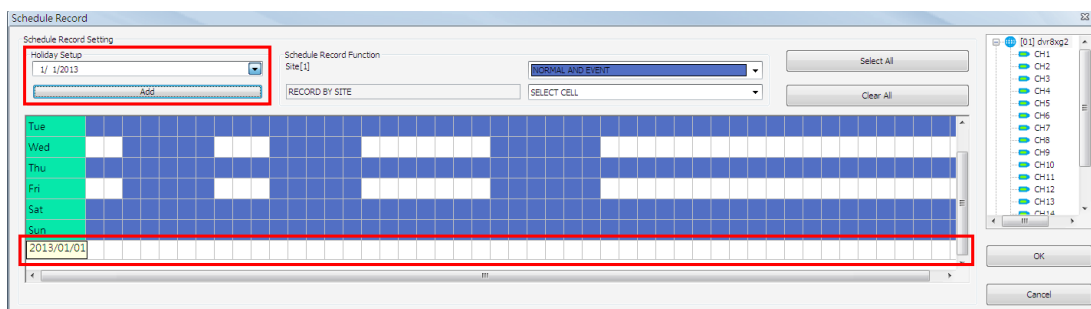 Schedule Record
Schedule Record Setting
Holiday Setup
1/ 1/2013
Add
Schedule Record Function
Site[1]
RECORD BY SITE
NORMAL AND EVENT
SELECT CELL
Select All
Clear All
Tue
Wed
Thu
Fri
Sat
Sun
2013/01/01
[01] dvr8xg2
CH1
CH2
CH3
CH4
CH5
CH6
CH7
CH8
CH9
CH10
CH11
CH12
CH13
CH14
OK
Cancel